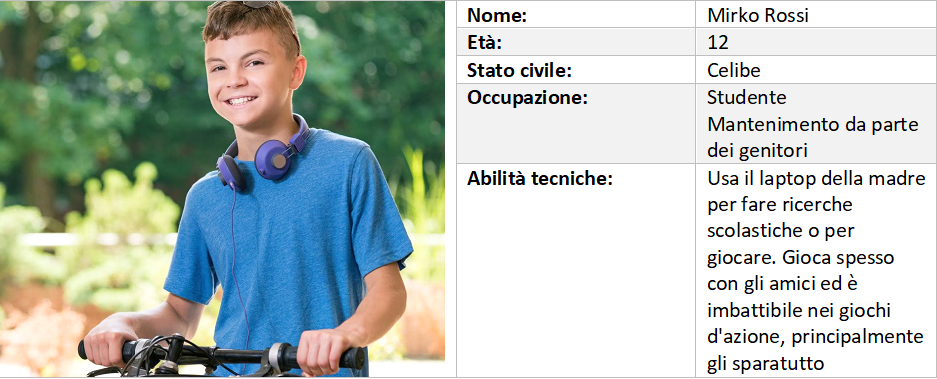 Nome: Mirko Rossi
Età: 12
Stato civile: Celibe
Occupazione: Studente
Mantenimento da parte
dei genitori
Abilità tecniche: Usa il laptop della madre
per fare ricerche
scolastiche o per
giocare. Gioca spesso
con gli amici ed è
imbattibile nei giochi
d'azione, principalmente
gli sparatutto